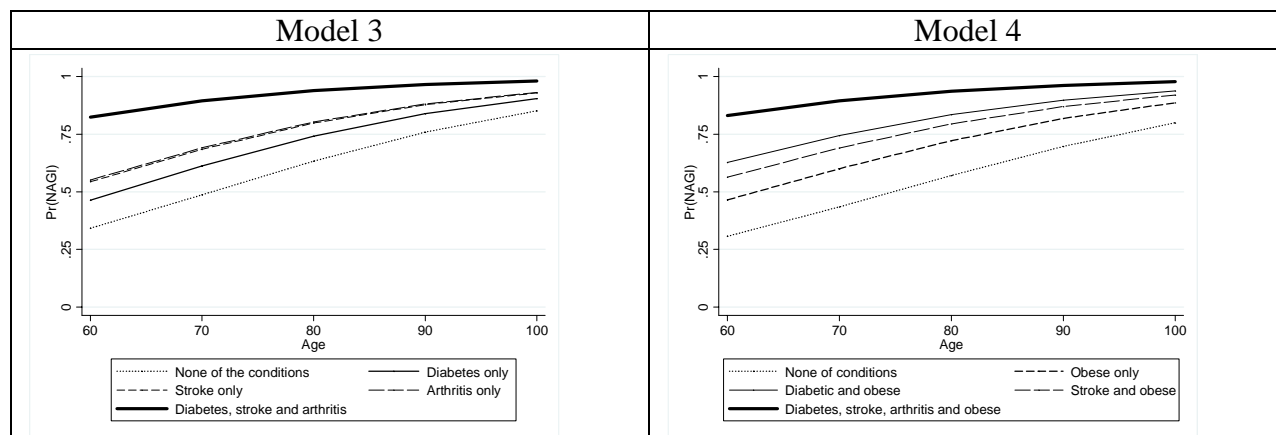 Model 3
Model 4
Pr(NAGI)
0 .25 .5 .75 1
60 70 80 90 100
Age
None of the conditions Diabetes only
Stroke only Arthritis only
Diabetes, stroke and arthritis
Pr(NAGI)
0 .25 .5 .75 1
60 70 80 90 100
Age
None of conditions Obese only
Diabetic and obese Stroke and obese
Diabetes, stroke, arthritis and obese